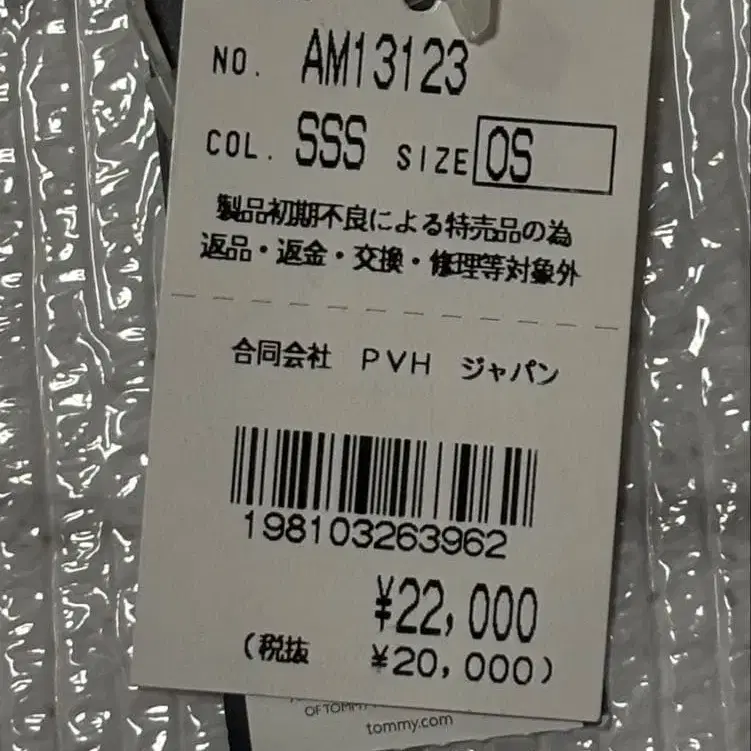 NO. AM13123
COL. SSS SIZE OS
製品初期不良による特売品の為
返品・返金・交換・修理等対象外
合同会社 PVH ジャパン
198103263962
¥22,000
(税抜 ¥20,000)
OF TOMMY
tommy.com